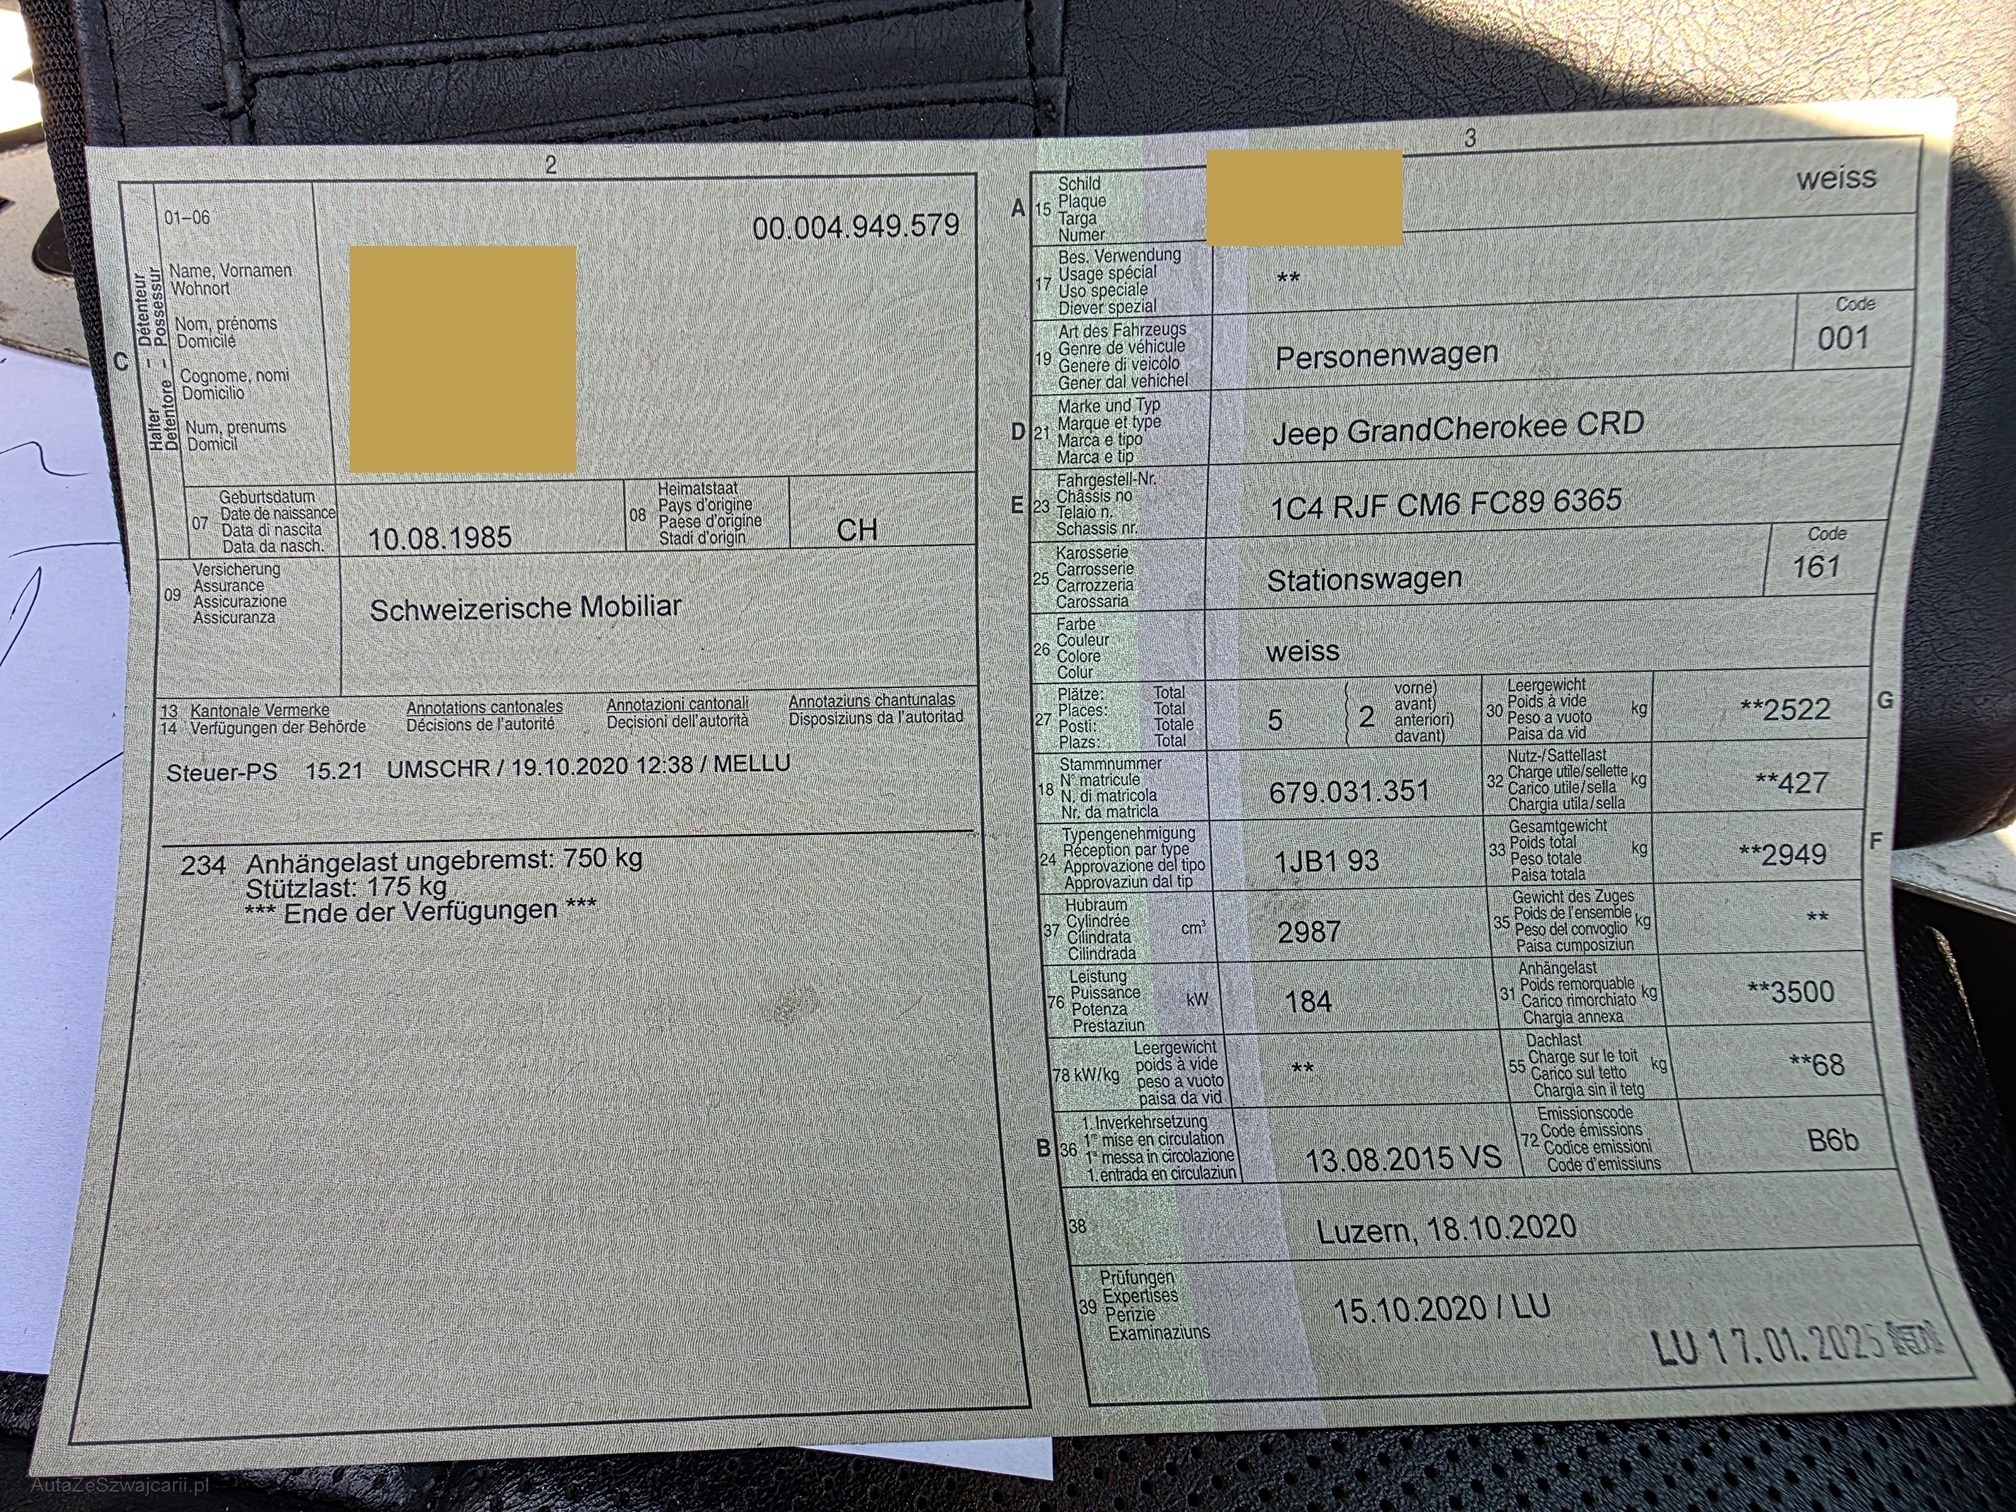 2
01–06
00.004.949.579
C
Halter – Détenteur
Detentore – Possessur
Name, Vornamen
Wohnort
Nom, prénoms
Domicile
Cognome, nomi
Domicilio
Num, prenums
Domicil
07
Geburtsdatum
Date de naissance
Data di nascita
Data da nasch.
10.08.1985
08
Heimatstaat
Pays d'origine
Paese d'origine
Stadi d'origin
CH
09
Versicherung
Assurance
Assicurazione
Assicuranza
Schweizerische Mobiliar
13 Kantonale Vermerke Annotations cantonales Annotazioni cantonali Annotaziuns chantunalas
14 Verfügungen der Behörde Décisions de l'autorité Decisioni dell'autorità Disposiziuns da l'autoritad
Steuer-PS 15.21 UMSCHR / 19.10.2020 12:38 / MELLU
234 Anhängelast ungebremst: 750 kg
Stützlast: 175 kg
*** Ende der Verfügungen ***
3
A
15
Schild
Plaque
Targa
Numer
weiss
17
Bes. Verwendung
Usage spécial
Uso speciale
Diever spezial
**
19
Art des Fahrzeugs
Genre de véhicule
Genere di veicolo
Gener dal vehichel
Personenwagen
Code
001
D
21
Marke und Typ
Marque et type
Marca e tipo
Marca e tip
Jeep GrandCherokee CRD
E
23
Fahrgestell-Nr.
Châssis no
Telaio n.
Schassis nr.
1C4 RJF CM6 FC89 6365
25
Karosserie
Carrosserie
Carrozzeria
Carossaria
Stationswagen
Code
161
26
Farbe
Couleur
Colore
Colur
weiss
27
Plätze: Total
Places: Total
Posti: Totale
Plazs: Total
5
2
vorne)
avant)
anteriori)
davant)
30
Leergewicht
Poids à vide
Peso a vuoto
Paisa da vid
kg
**2522
G
18
Stammnummer
N° matricule
N. di matricola
Nr. da matricla
679.031.351
32
Nutz-/Sattellast
Charge utile/sellette
Carico utile/sella
Chargia utila/sella
kg
**427
24
Typengenehmigung
Réception par type
Approvazione del tipo
Approvaziun dal tip
1JB1 93
33
Gesamtgewicht
Poids total
Peso totale
Paisa totala
kg
**2949
F
37
Hubraum
Cylindrée
Cilindrata
Cilindrada
cm³
2987
35
Gewicht des Zuges
Poids de l'ensemble
Peso del convoglio
Paisa cumposiziun
kg
**
76
Leistung
Puissance
Potenza
Prestaziun
kW
184
31
Anhängelast
Poids remorquable
Carico rimorchiato
Chargia annexa
kg
**3500
78 kW/kg
Leergewicht
poids à vide
peso a vuoto
paisa da vid
**
55
Dachlast
Charge sur le toit
Carico sul tetto
Chargia sin il tetg
kg
**68
B
36
1. Inverkehrsetzung
1re mise en circulation
1a messa in circolazione
1. entrada en circulaziun
13.08.2015 VS
72
Emissionscode
Code émissions
Codice emissioni
Code d'emissiuns
B6b
38
Luzern, 18.10.2020
39
Prüfungen
Expertises
Perizie
Examinaziuns
15.10.2020 / LU
LU 17.01.2025
AutaZeSzwajcarii.pl